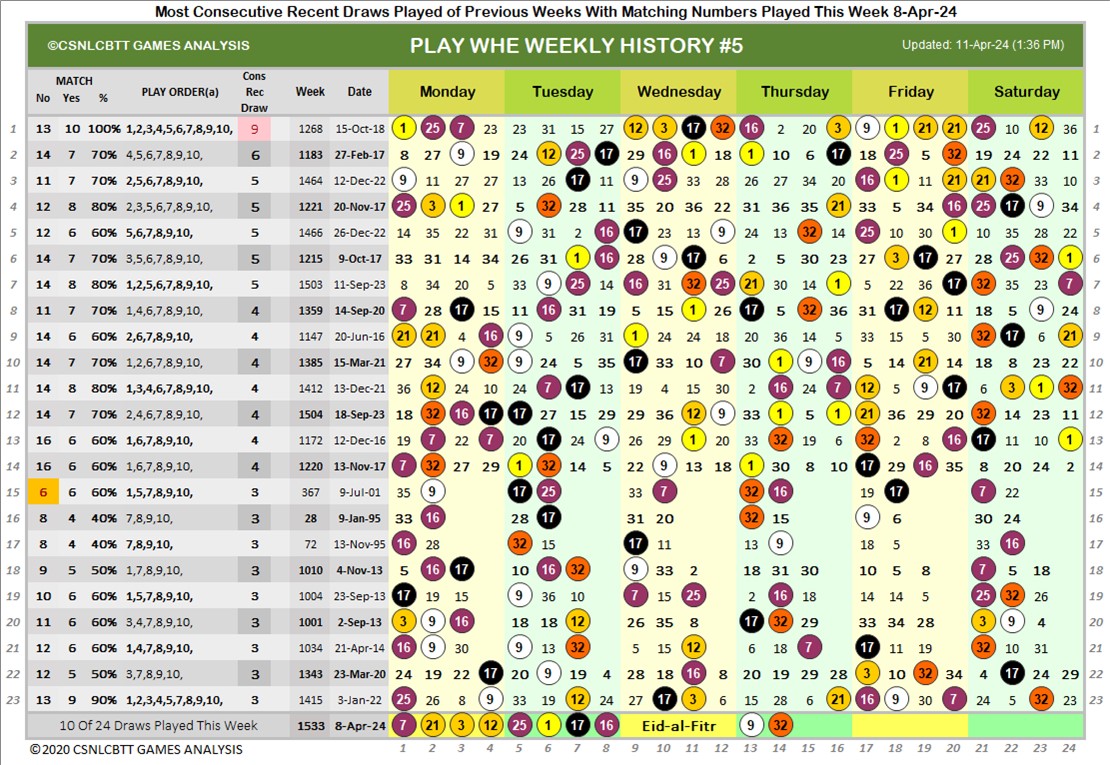 Most Consecutive Recent Draws Played of Previous Weeks With Matching Numbers Played This Week 8-Apr-24
©CSNLCBTT GAMES ANALYSIS PLAY WHE WEEKLY HISTORY #5 Updated: 11-Apr-24 (1:36 PM)
MATCH Cons
No Yes % PLAY ORDER(a) Rec Week Date Monday Tuesday Wednesday Thursday Friday Saturday
Draw
1 13 10 100% 1,2,3,4,5,6,7,8,9,10, 9 1268 15-Oct-18 1 25 7 23 23 31 15 27 12 3 17 32 16 2 20 3 9 1 21 21 25 10 12 36 1
2 14 7 70% 4,5,6,7,8,9,10, 6 1183 27-Feb-17 8 27 9 19 24 12 25 17 29 16 1 18 1 10 6 17 18 25 5 32 19 24 22 11 2
3 11 7 70% 2,5,6,7,8,9,10, 5 1464 12-Dec-22 9 11 27 27 13 26 17 11 9 25 33 28 26 27 34 20 16 1 11 21 21 32 33 10 3
4 12 8 80% 2,3,5,6,7,8,9,10, 5 1221 20-Nov-17 25 3 1 27 5 32 28 11 35 20 36 22 31 36 35 21 33 5 34 16 25 17 9 34 4
5 12 6 60% 5,6,7,8,9,10, 5 1466 26-Dec-22 14 35 22 31 9 31 2 16 17 23 13 9 24 13 32 14 25 10 30 1 10 35 28 22 5
6 14 7 70% 3,5,6,7,8,9,10, 5 1215 9-Oct-17 33 31 14 34 26 31 1 16 28 9 17 6 2 5 30 23 27 3 17 27 28 25 32 1 6
7 14 8 80% 1,2,5,6,7,8,9,10, 5 1503 11-Sep-23 8 34 20 5 33 9 25 14 16 31 32 25 21 30 14 1 5 22 36 17 32 35 23 7 7
8 11 7 70% 1,4,6,7,8,9,10, 4 1359 14-Sep-20 7 28 17 15 11 16 31 19 5 15 1 26 17 5 32 36 31 17 12 11 18 5 9 24 8
9 14 6 60% 2,6,7,8,9,10, 4 1147 20-Jun-16 21 21 4 16 9 5 26 31 1 24 24 18 20 36 14 5 33 15 5 30 32 17 6 21 9
10 14 7 70% 1,2,6,7,8,9,10, 4 1385 15-Mar-21 27 34 9 32 9 24 5 35 17 33 10 7 30 1 9 16 5 14 21 14 18 8 23 22 10
11 14 8 80% 1,3,4,6,7,8,9,10, 4 1412 13-Dec-21 36 12 24 10 24 7 17 13 19 4 15 30 2 16 24 7 12 5 9 17 6 3 1 32 11
12 14 7 70% 2,4,6,7,8,9,10, 4 1504 18-Sep-23 18 32 16 17 17 27 15 29 29 36 12 9 33 1 5 1 21 36 29 20 32 14 23 11 12
13 16 6 60% 1,6,7,8,9,10, 4 1172 12-Dec-16 19 7 22 7 20 17 24 9 26 29 1 20 33 32 19 6 32 2 8 16 17 11 10 1 13
14 16 6 60% 1,6,7,8,9,10, 4 1220 13-Nov-17 7 32 27 29 1 32 14 5 22 9 13 18 1 30 8 10 17 29 16 35 8 20 24 2 14
15 6 6 60% 1,5,7,8,9,10, 3 367 9-Jul-01 35 9 17 25 33 7 32 16 19 17 7 22 15
16 8 4 40% 7,8,9,10, 3 28 9-Jan-95 33 16 28 17 31 20 32 15 9 6 30 24 16
17 8 4 40% 7,8,9,10, 3 72 13-Nov-95 16 28 32 15 17 11 13 9 18 5 33 16 17
18 9 5 50% 1,7,8,9,10, 3 1010 4-Nov-13 5 16 17 10 16 32 9 33 2 18 31 30 10 5 8 7 5 18 18
19 10 6 60% 1,5,7,8,9,10, 3 1004 23-Sep-13 17 19 15 9 36 10 7 15 25 2 16 18 14 14 5 25 32 26 19
20 11 6 60% 3,4,7,8,9,10, 3 1001 2-Sep-13 3 9 16 18 18 12 26 35 8 17 32 29 33 34 28 3 9 4 20
21 12 6 60% 1,4,7,8,9,10, 3 1034 21-Apr-14 16 9 30 9 13 32 5 15 12 6 18 7 17 11 19 32 10 31 21
22 12 5 50% 3,7,8,9,10, 3 1343 23-Mar-20 24 19 22 17 20 9 19 4 28 18 16 8 20 19 29 28 3 10 32 34 4 17 24 29 22
23 13 9 90% 1,2,3,4,5,7,8,9,10, 3 1415 3-Jan-22 25 26 8 9 33 19 12 24 27 17 3 6 15 28 6 21 16 9 30 7 24 5 32 23 23
10 Of 24 Draws Played This Week 1533 8-Apr-24 7 21 3 12 25 1 17 16 Eid-al-Fitr 9 32
© 2020 CSNLCBTT GAMES ANALYSIS 1 2 3 4 5 6 7 8 9 10 11 12 13 14 15 16 17 18 19 20 21 22 23 24